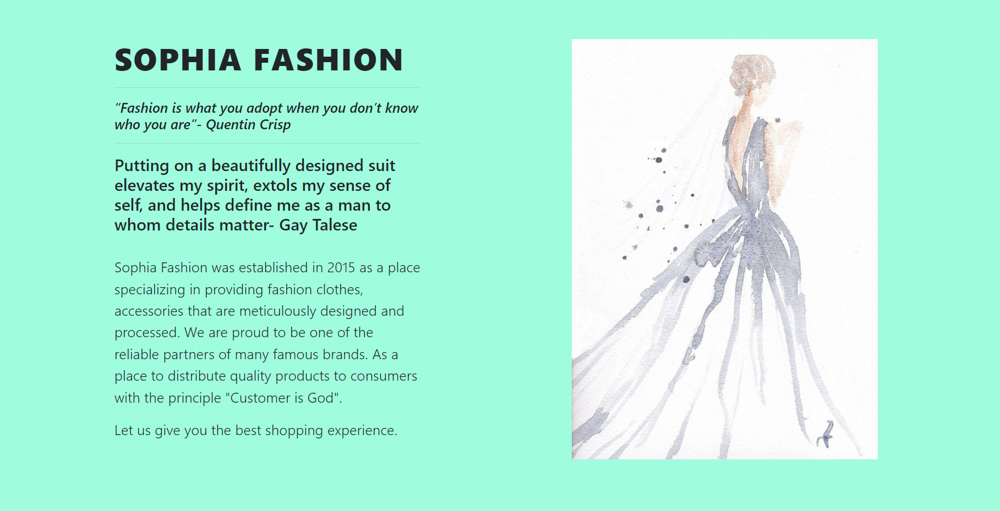 SOPHIA FASHION
“Fashion is what you adopt when you don’t know
who you are”- Quentin Crisp
Putting on a beautifully designed suit
elevates my spirit, extols my sense of
self, and helps define me as a man to
whom details matter- Gay Talese
Sophia Fashion was established in 2015 as a place
specializing in providing fashion clothes,
accessories that are meticulously designed and
processed. We are proud to be one of the
reliable partners of many famous brands. As a
place to distribute quality products to consumers
with the principle "Customer is God".
Let us give you the best shopping experience.